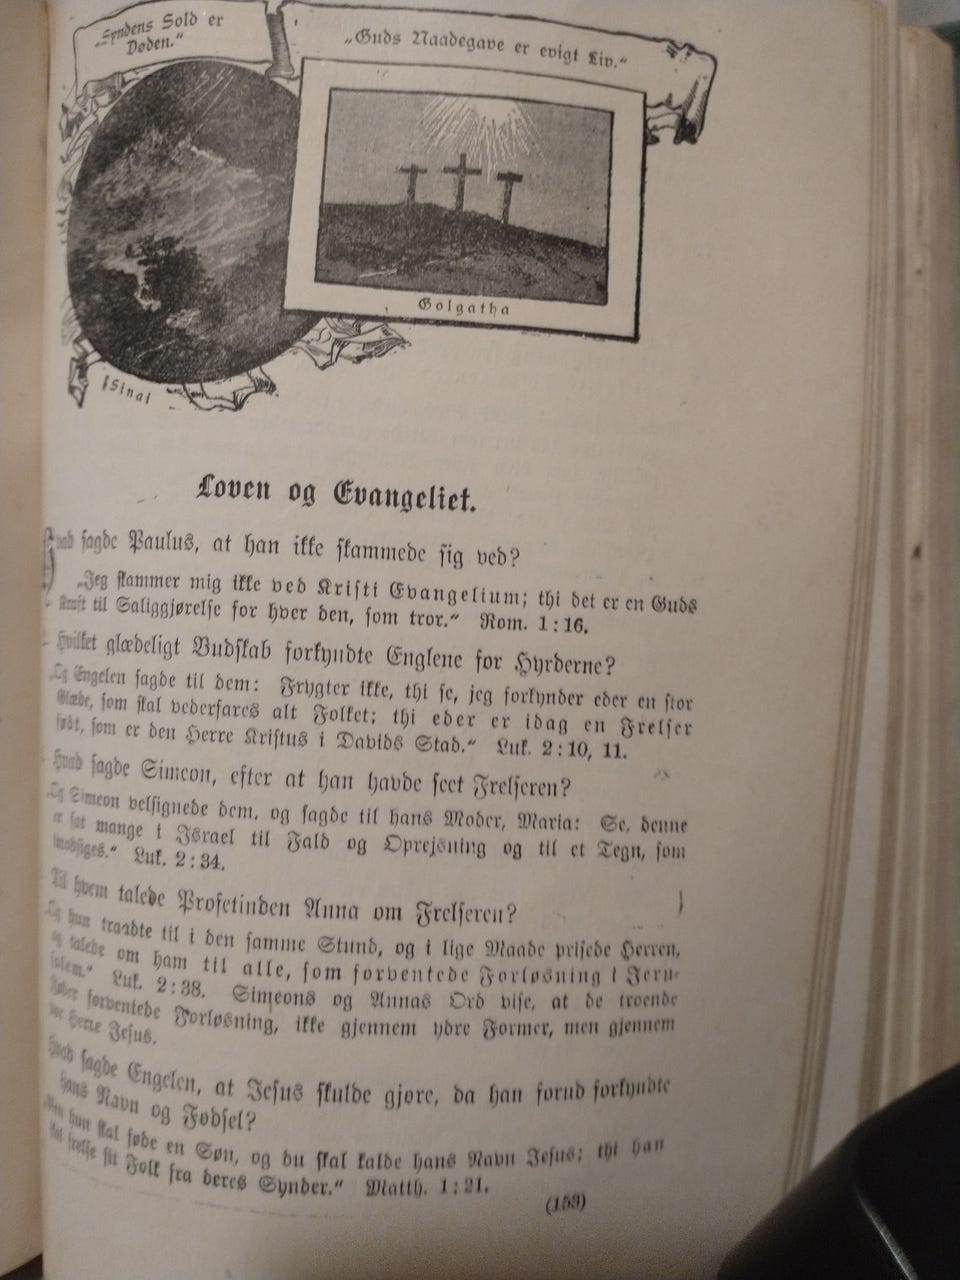 „Syndens Sold er
Døden.“
„Guds Naadegave er evigt Liv.“
Golgatha
Sinai
Loven og Evangeliet.
Hvad sagde Paulus, at han ikke skammede sig ved?
„Jeg skammer mig ikke ved Kristi Evangelium; thi det er en Guds
Kraft til Saliggjørelse for hver den, som tror.“ Rom. 1:16.
Hvilket glædeligt Budskab forkyndte Englene for Hyrderne?
„Og Engelen sagde til dem: Frygter ikke, thi se, jeg forkynder eder en stor
Glæde, som skal vederfares alt Folket; thi eder er idag en Frelser
født, som er den Herre Kristus i Davids Stad.“ Luk. 2:10, 11.
Hvad sagde Simeon, efter at han havde seet Frelseren?
„Og Simeon velsignede dem, og sagde til hans Moder, Maria: Se, denne
er sat mange i Israel til Fald og Oprejsning og til et Tegn, som
imodsiges.“ Luk. 2:34.
Til hvem talede Profetinden Anna om Frelseren?
„Og hun traadte til i den samme Stund, og i lige Maade prisede Herren,
og talede om ham til alle, som forventede Forløsning i Jeru-
salem.“ Luk. 2:38. Simeons og Annas Ord vise, at de troende
Jøder forventede Forløsning, ikke gjennem ydre Former, men gjennem
vor Herre Jesus.
Hvad sagde Engelen, at Jesus skulde gjøre, da han forud forkyndte
hans Navn og Fødsel?
„Men hun skal føde en Søn, og du skal kalde hans Navn Jesus; thi han
skal frelse sit Folk fra deres Synder.“ Matth. 1:21.
(153)